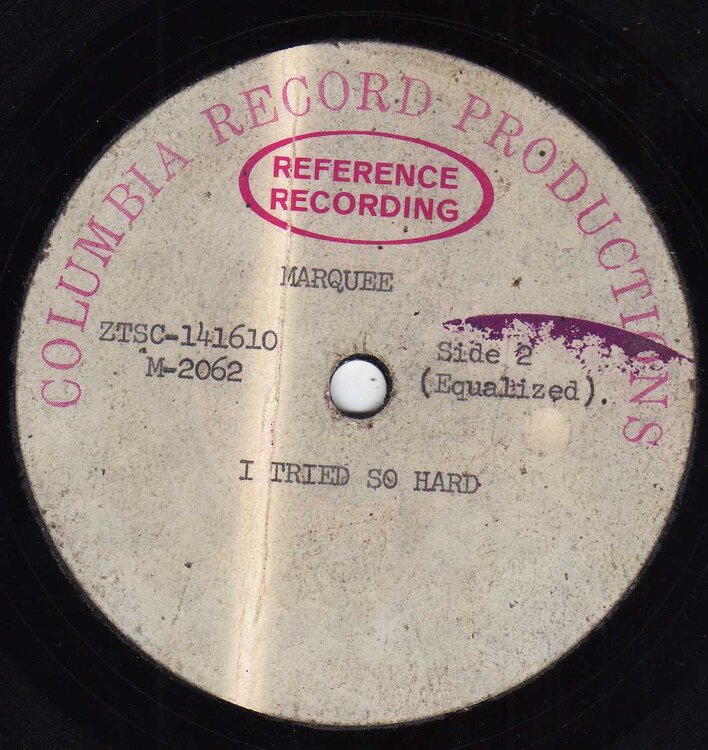 COLUMBIA RECORD PRODUCTIONS
REFERENCE
RECORDING
MARQUEE
ZTSC-141610
M-2062
Side 2
(Equalized).
I TRIED SO HARD